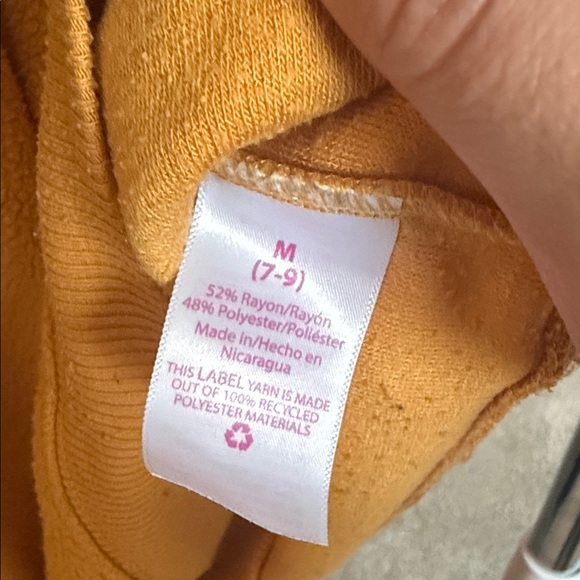 M
(7-9)
52% Rayon/Rayón
48% Polyester/Poliéster
Made in/Hecho en
Nicaragua
THIS LABEL YARN IS MADE
OUT OF 100% RECYCLED
POLYESTER MATERIALS